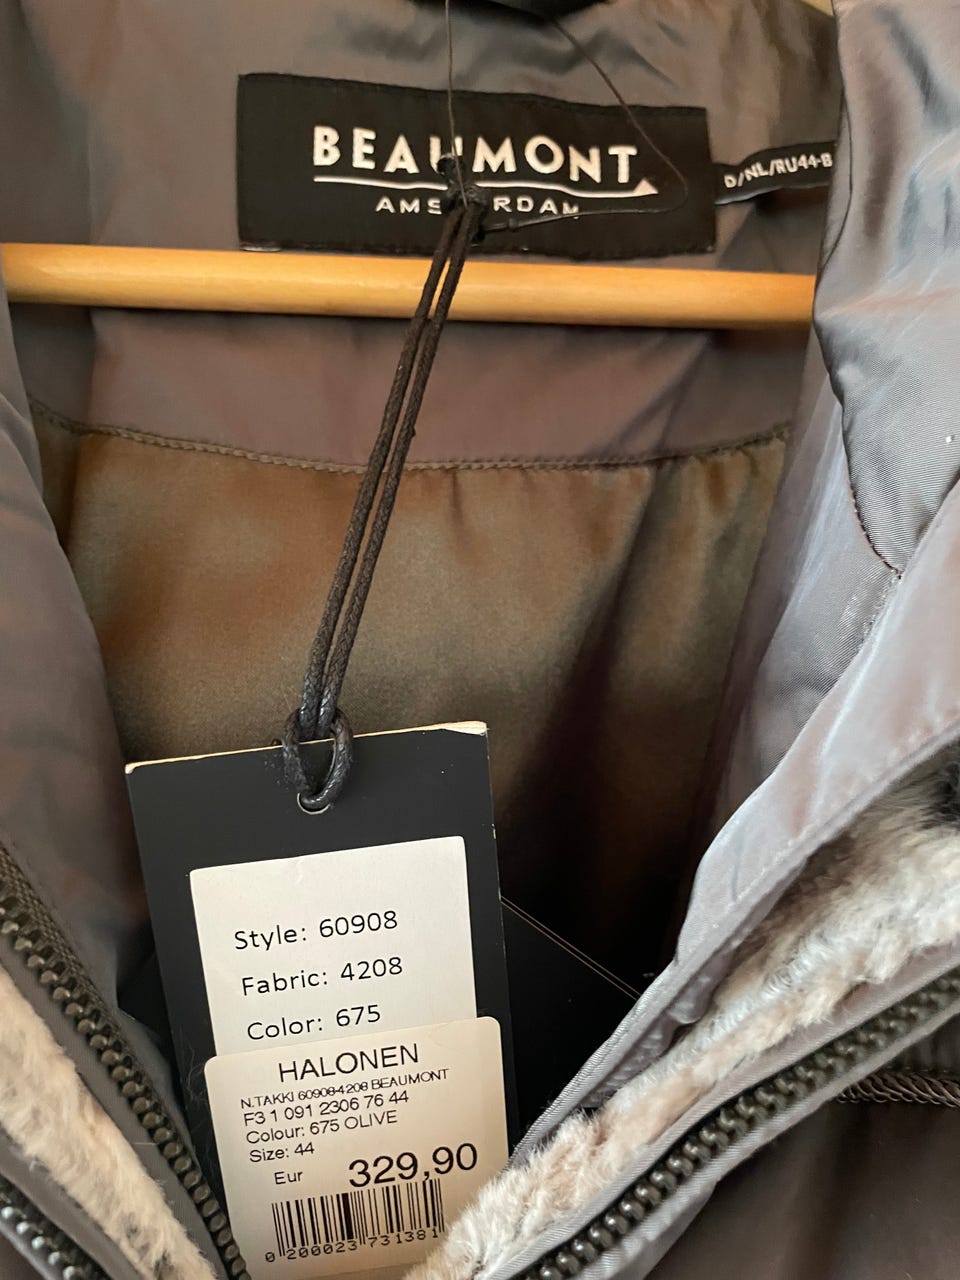 BEAUMONT
AMSTERDAM
D/NL/RU44-B
Style: 60908
Fabric: 4208
Color: 675
HALONEN
N.TAKKI 60908-4208 BEAUMONT
F3 1 091 2306 76 44
Colour: 675 OLIVE
Size: 44
Eur 329,90
0 200023 731381